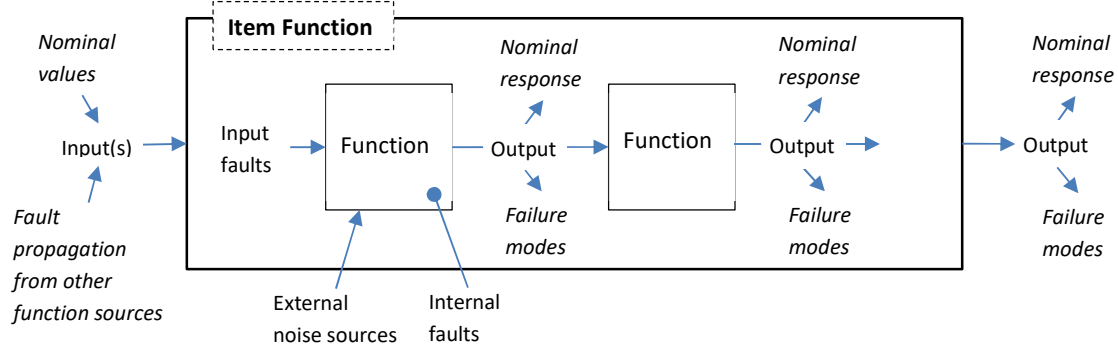 Item Function
Nominal
values
Input(s)
Fault
propagation
from other
function sources
Input
faults
Function
External
noise sources
Internal
faults
Nominal
response
Output
Failure
modes
Function
Nominal
response
Output
Failure
modes
Nominal
response
Output
Failure
modes